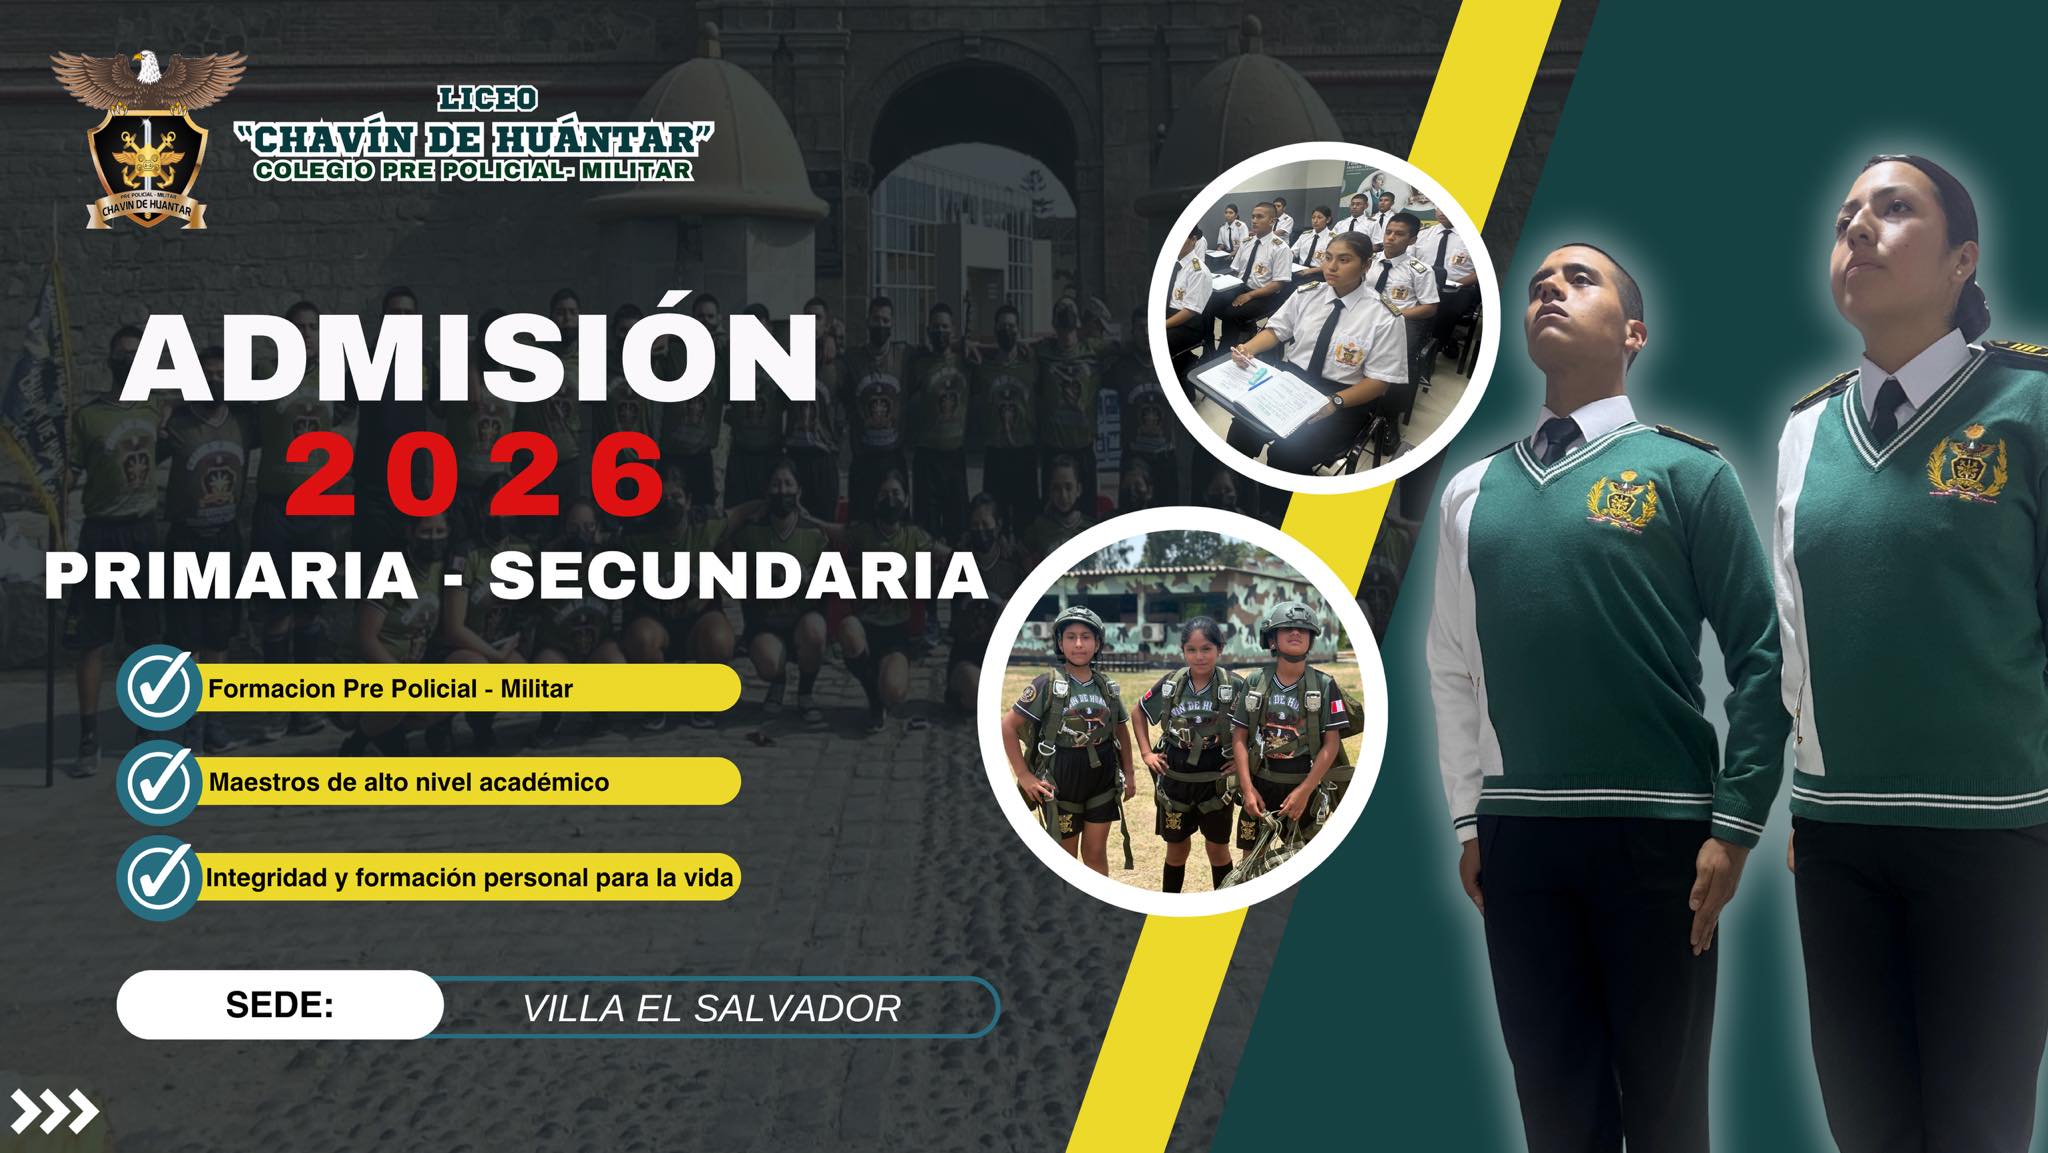 LICEO
"CHAVÍN DE HUÁNTAR"
COLEGIO PRE POLICIAL- MILITAR
PRE POLICIAL - MILITAR
CHAVIN DE HUANTAR
ADMISIÓN
2026
PRIMARIA - SECUNDARIA
Formacion Pre Policial - Militar
Maestros de alto nivel académico
Integridad y formación personal para la vida
SEDE:
VILLA EL SALVADOR